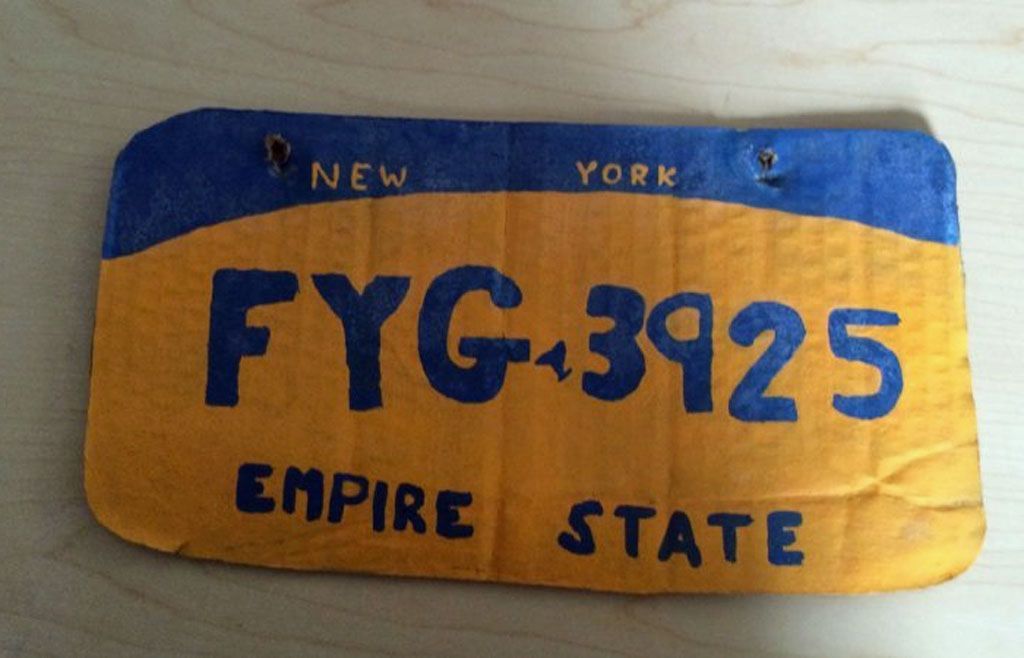 NEW YORK
FYG-3925
EMPIRE STATE